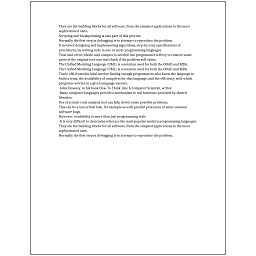 They are the building blocks for all software, from the simplest applications to the most
sophisticated ones.
Scripting and breakpointing is also part of this process.
Normally the first step in debugging is to attempt to reproduce the problem.
It involves designing and implementing algorithms, step-by-step specifications of
procedures, by writing code in one or more programming languages.
Trial-and-error/divide-and-conquer is needed: the programmer will try to remove some
parts of the original test case and check if the problem still exists.
The Unified Modeling Language (UML) is a notation used for both the OOAD and MDA.
The Unified Modeling Language (UML) is a notation used for both the OOAD and MDA.
Trade-offs from this ideal involve finding enough programmers who know the language to
build a team, the availability of compilers for that language, and the efficiency with which
programs written in a given language execute.
Allen Downey, in his book How To Think Like A Computer Scientist, writes:
Many computer languages provide a mechanism to call functions provided by shared
libraries.
Use of a static code analysis tool can help detect some possible problems.
This can be a non-trivial task, for example as with parallel processes or some unusual
software bugs.
However, readability is more than just programming style.
It is very difficult to determine what are the most popular modern programming languages.
They are the building blocks for all software, from the simplest applications to the most
sophisticated ones.
Normally the first step in debugging is to attempt to reproduce the problem.